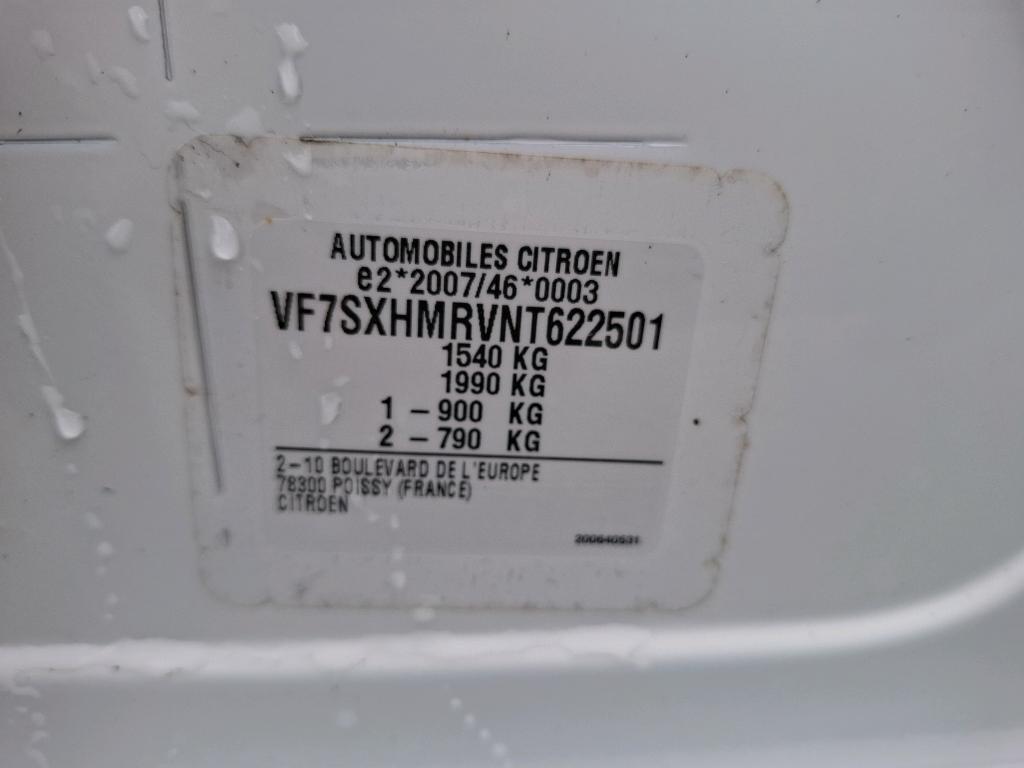 AUTOMOBILES CITROEN
e2*2007/46*0003
VF7SXHMRVNT622501
1540 KG
1990 KG
1 – 900 KG
2 – 790 KG
2–10 BOULEVARD DE L'EUROPE
78300 POISSY (FRANCE)
CITROEN
200640531